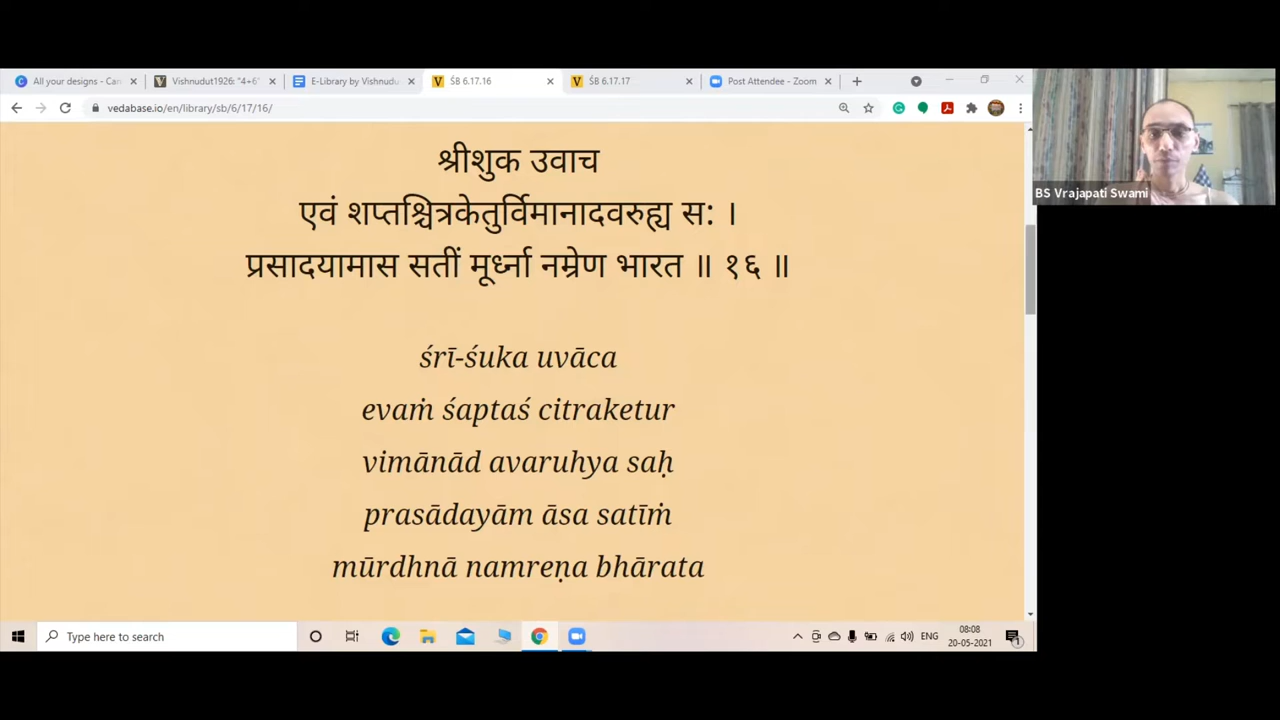 All your designs - Can
Vishnudut1926: "4+6"
E-Library by Vishnudu
ŚB 6.17.16
ŚB 6.17.17
Post Attendee - Zoom
vedabase.io/en/library/sb/6/17/16/
BS Vrajapati Swami
श्रीशुक उवाच
एवं शप्तश्चित्रकेतुर्विमानादवरुह्य स: ।
प्रसादयामास सतीं मूर्ध्ना नम्रेण भारत ॥ १६ ॥
śrī-śuka uvāca
evaṁ śaptaś citraketur
vimānād avaruhya saḥ
prasādayām āsa satīṁ
mūrdhnā namreṇa bhārata
Type here to search
ENG
08:08
20-05-2021